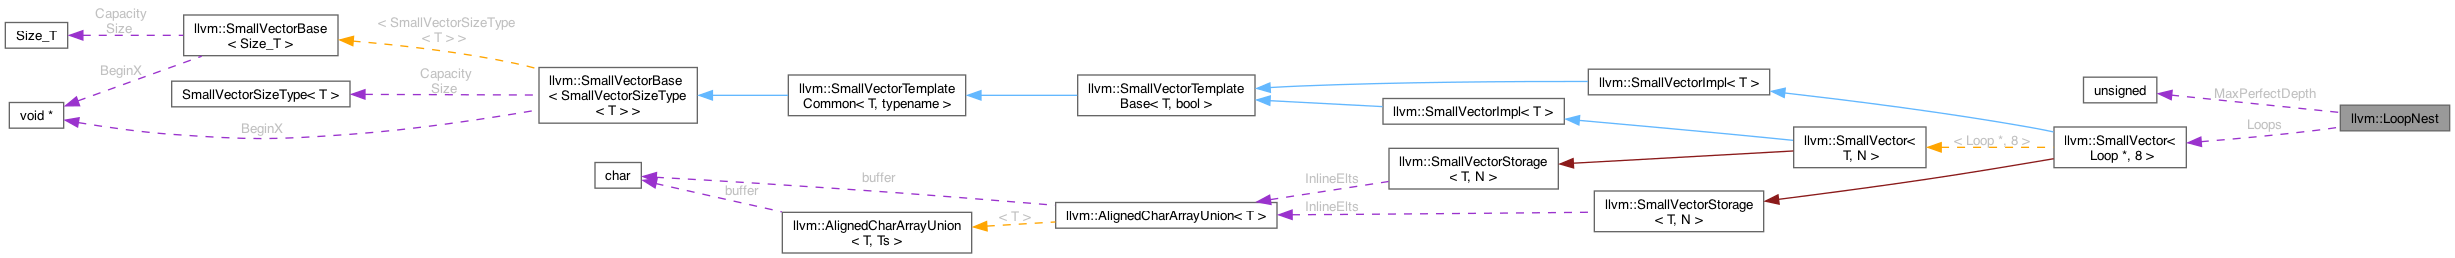 Size_T
Capacity
Size
llvm::SmallVectorBase
< Size_T >
BeginX
void *
SmallVectorSizeType< T >
< SmallVectorSizeType
< T > >
Capacity
Size
BeginX
llvm::SmallVectorBase
< SmallVectorSizeType
< T > >
llvm::SmallVectorTemplate
Common< T, typename >
llvm::SmallVectorTemplate
Base< T, bool >
llvm::SmallVectorImpl< T >
llvm::SmallVectorImpl< T >
char
buffer
buffer
llvm::AlignedCharArrayUnion
< T, Ts >
< T >
llvm::AlignedCharArrayUnion< T >
InlineElts
InlineElts
llvm::SmallVectorStorage
< T, N >
llvm::SmallVectorStorage
< T, N >
llvm::SmallVector<
T, N >
< Loop *, 8 >
llvm::SmallVector<
Loop *, 8 >
unsigned
MaxPerfectDepth
Loops
llvm::LoopNest